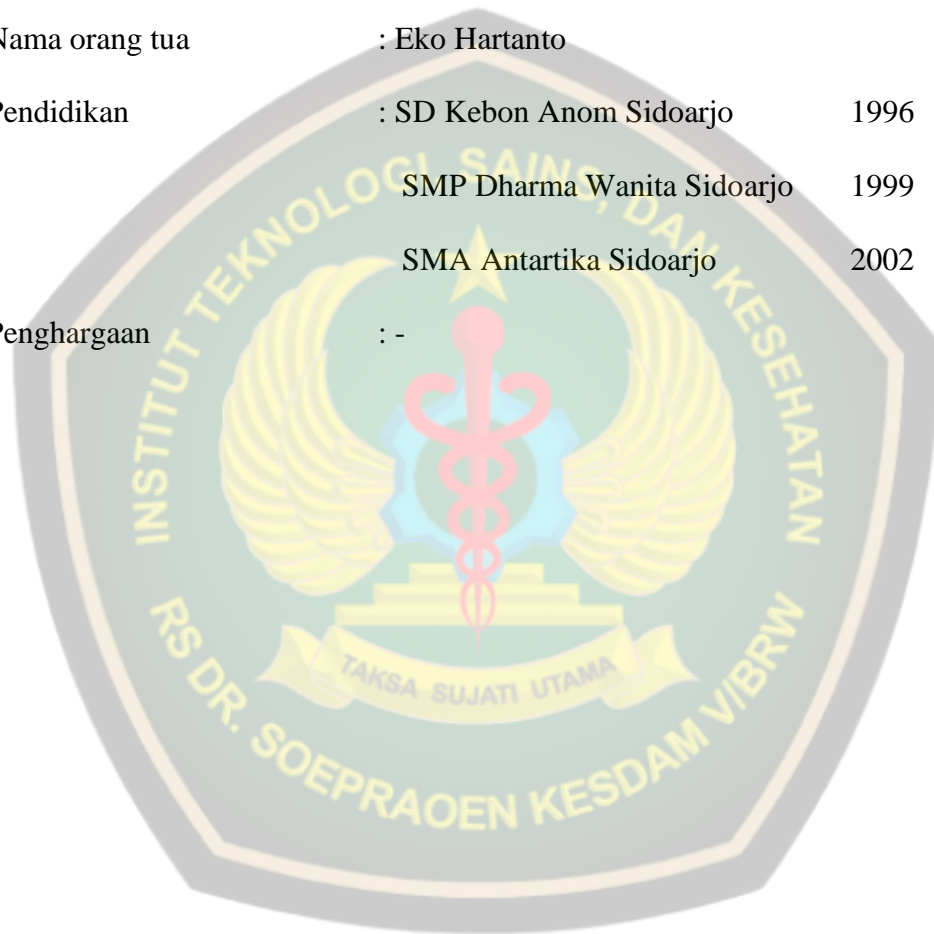 Nama orang tua : Eko Hartanto
Pendidikan : SD Kebon Anom Sidoarjo 1996
SMP Dharma Wanita Sidoarjo 1999
SMA Antartika Sidoarjo 2002
Penghargaan : -
INSTITUT TEKNOLOGI, SAINS, DAN KESEHATAN
TAKSA SUJATI UTAMA
RS DR. SOEPRAOEN KESDAM V/BRW